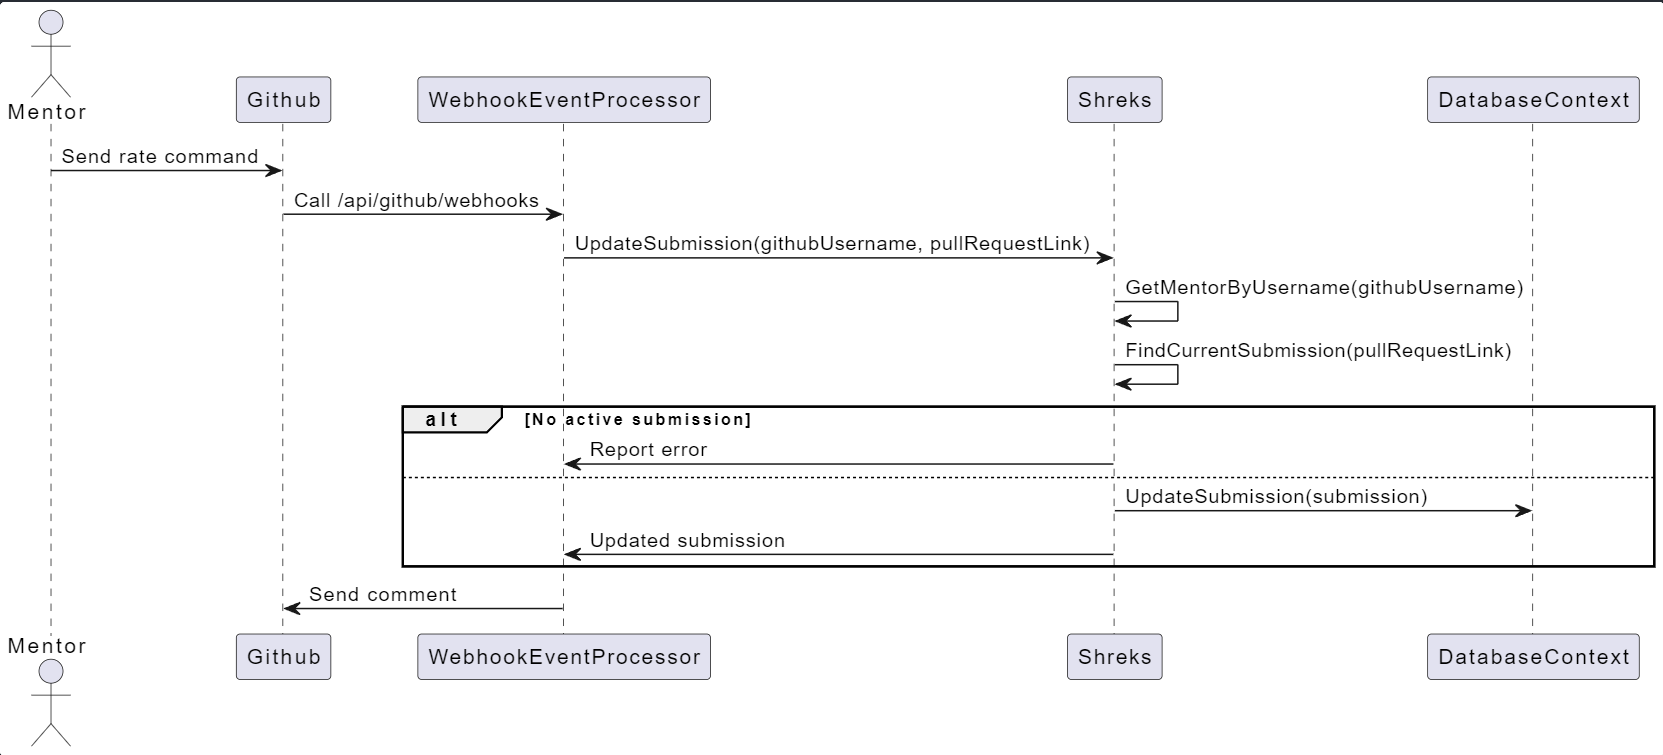 Mentor
Github
WebhookEventProcessor
Shreks
DatabaseContext
Send rate command
Call /api/github/webhooks
UpdateSubmission(githubUsername, pullRequestLink)
GetMentorByUsername(githubUsername)
FindCurrentSubmission(pullRequestLink)
alt
[No active submission]
Report error
UpdateSubmission(submission)
Updated submission
Send comment
Mentor
Github
WebhookEventProcessor
Shreks
DatabaseContext